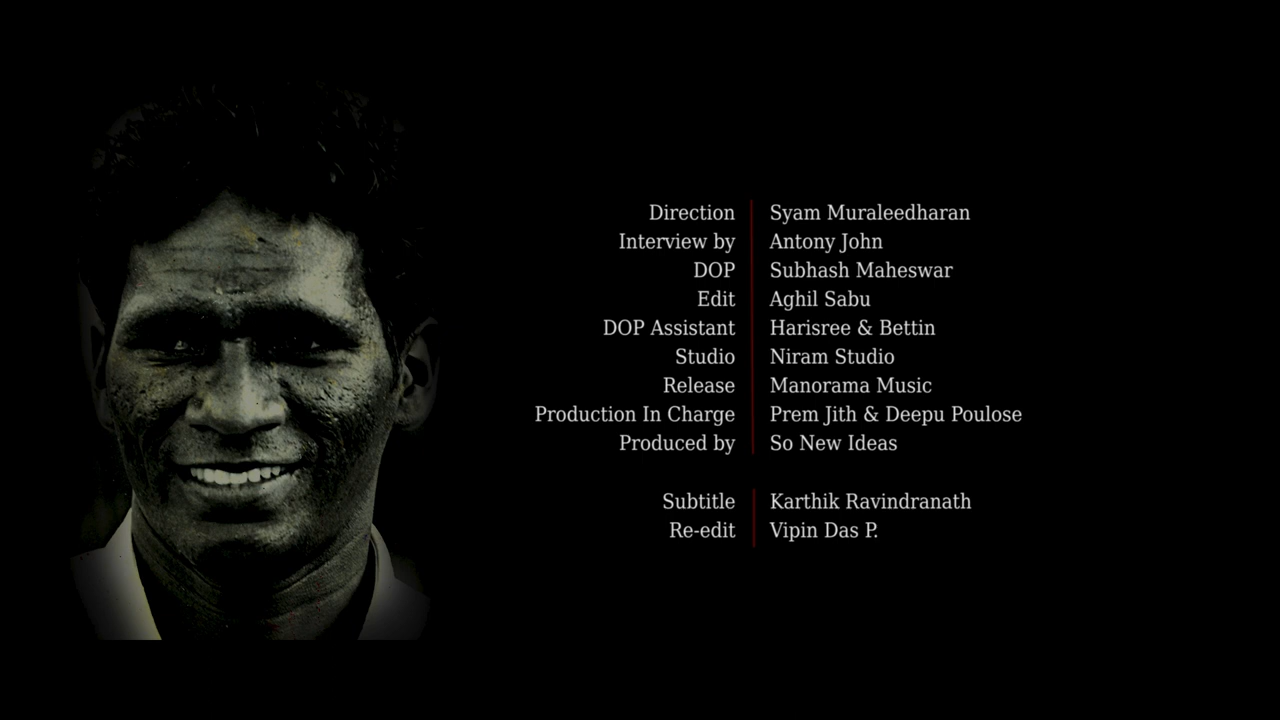 Direction Syam Muraleedharan
Interview by Antony John
DOP Subhash Maheswar
Edit Aghil Sabu
DOP Assistant Harisree & Bettin
Studio Niram Studio
Release Manorama Music
Production In Charge Prem Jith & Deepu Poulose
Produced by So New Ideas
Subtitle Karthik Ravindranath
Re-edit Vipin Das P.